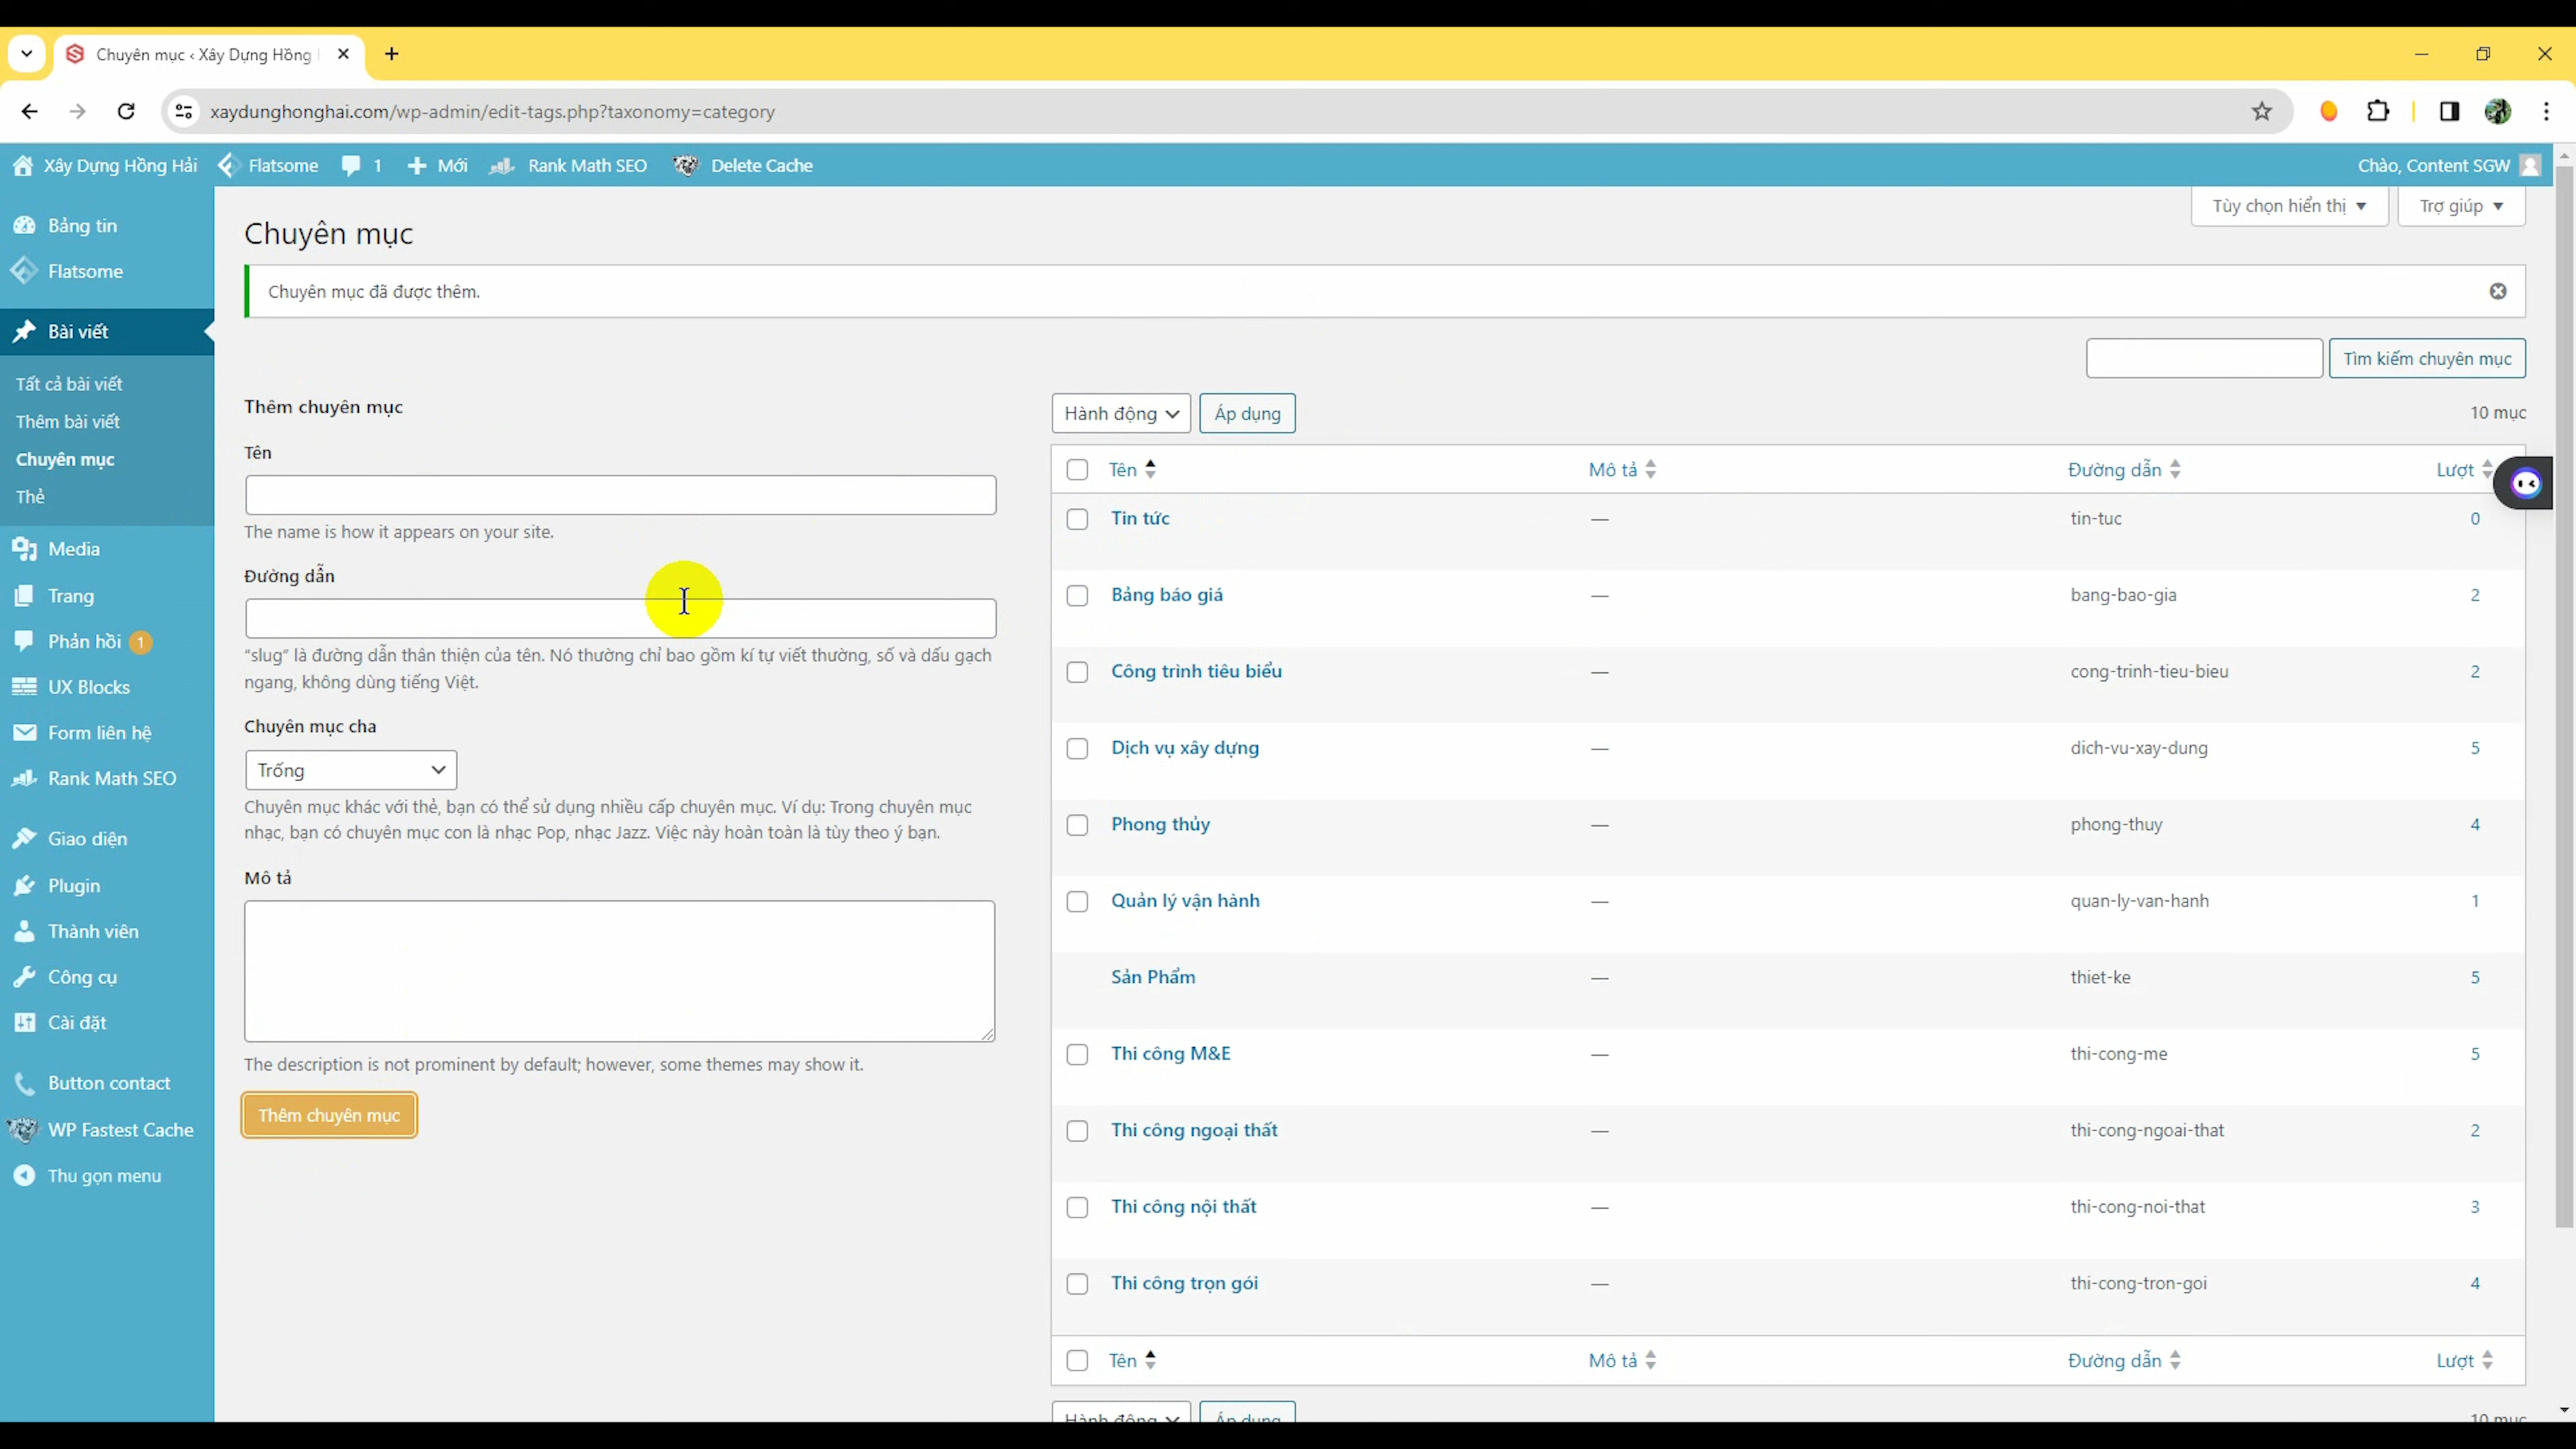 Chuyên mục ‹ Xây Dựng Hồng
xaydunghonghai.com/wp-admin/edit-tags.php?taxonomy=category
Xây Dựng Hồng Hải
Flatsome
1
Mới
Rank Math SEO
Delete Cache
Chào, Content SGW
Bảng tin
Flatsome
Bài viết
Tất cả bài viết
Thêm bài viết
Chuyên mục
Thẻ
Media
Trang
Phản hồi 1
UX Blocks
Form liên hệ
Rank Math SEO
Giao diện
Plugin
Thành viên
Công cụ
Cài đặt
Button contact
WP Fastest Cache
Thu gọn menu
Tùy chọn hiển thị
Trợ giúp
Chuyên mục
Chuyên mục đã được thêm.
Tìm kiếm chuyên mục
Thêm chuyên mục
Tên
The name is how it appears on your site.
Đường dẫn
“slug” là đường dẫn thân thiện của tên. Nó thường chỉ bao gồm kí tự viết thường, số và dấu gạch
ngang, không dùng tiếng Việt.
Chuyên mục cha
Trống
Chuyên mục khác với thẻ, bạn có thể sử dụng nhiều cấp chuyên mục. Ví dụ: Trong chuyên mục
nhạc, bạn có chuyên mục con là nhạc Pop, nhạc Jazz. Việc này hoàn toàn là tùy theo ý bạn.
Mô tả
The description is not prominent by default; however, some themes may show it.
Thêm chuyên mục
Hành động
Áp dụng
10 mục
Tên Mô tả Đường dẫn Lượt
Tin tức — tin-tuc 0
Bảng báo giá — bang-bao-gia 2
Công trình tiêu biểu — cong-trinh-tieu-bieu 2
Dịch vụ xây dựng — dich-vu-xay-dung 5
Phong thủy — phong-thuy 4
Quản lý vận hành — quan-ly-van-hanh 1
Sản Phẩm — thiet-ke 5
Thi công M&E — thi-cong-me 5
Thi công ngoại thất — thi-cong-ngoai-that 2
Thi công nội thất — thi-cong-noi-that 3
Thi công trọn gói — thi-cong-tron-goi 4
Tên Mô tả Đường dẫn Lượt
Hành động
Áp dụng
10 mục